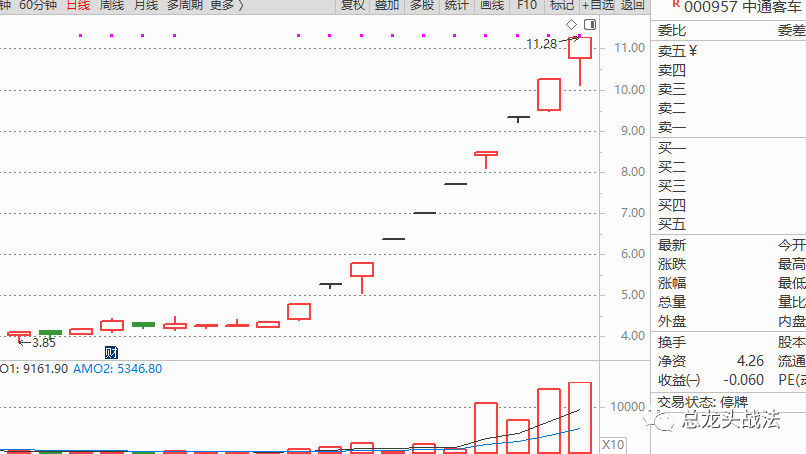 钟 60分钟 日线 周线 月线 多周期 更多 〉 复权 叠加 多股 统计 画线 F10 标记 +自选 返回
R 000957 中通客车
委比 委差
卖五 ¥
卖四
卖三
卖二
卖一
买一
买二
买三
买四
买五
最新 今开
涨跌 最高
涨幅 最低
总量 量比
外盘 内盘
换手 股本
净资 4.26 流通
收益㈠ -0.060 PE(动
交易状态: 停牌
11.28
11.00
10.00
9.00
8.00
7.00
6.00
5.00
4.00
←3.85
财
O1: 9161.90 AMO2: 5346.80
10000
X10
总龙头战法